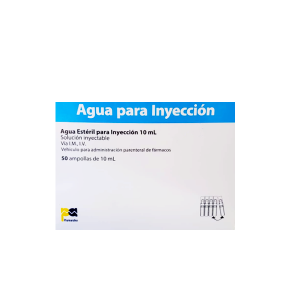 Agua para Inyección
Agua Estéril para Inyección 10 mL
Solución inyectable
Vía I.M., I.V.
Vehículo para administración parenteral de fármacos
50 ampollas de 10 mL